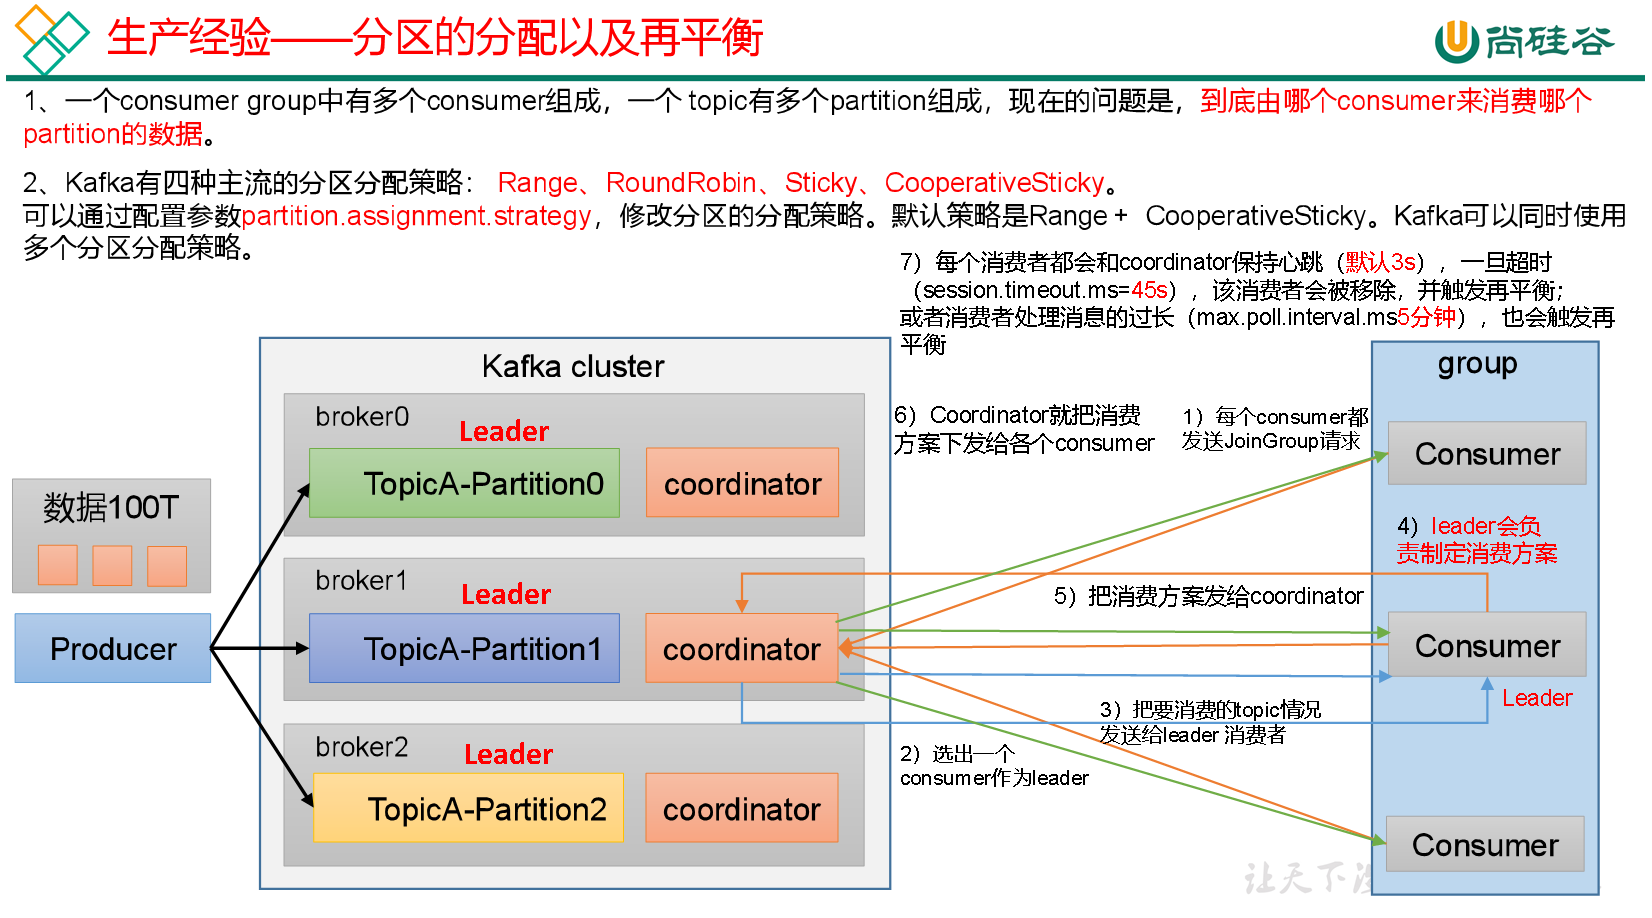 生产经验——分区的分配以及再平衡
尚硅谷
1、一个consumer group中有多个consumer组成，一个 topic有多个partition组成，现在的问题是，到底由哪个consumer来消费哪个
partition的数据。
2、Kafka有四种主流的分区分配策略： Range、RoundRobin、Sticky、CooperativeSticky。
可以通过配置参数partition.assignment.strategy，修改分区的分配策略。默认策略是Range + CooperativeSticky。Kafka可以同时使用
多个分区分配策略。
7）每个消费者都会和coordinator保持心跳（默认3s），一旦超时
（session.timeout.ms=45s），该消费者会被移除，并触发再平衡；
或者消费者处理消息的过长（max.poll.interval.ms5分钟），也会触发再
平衡
Kafka cluster
group
broker0
Leader
TopicA-Partition0
coordinator
6）Coordinator就把消费
方案下发给各个consumer
1）每个consumer都
发送JoinGroup请求
Consumer
数据100T
4）leader会负
责制定消费方案
broker1
Leader
5）把消费方案发给coordinator
Producer
TopicA-Partition1
coordinator
Consumer
Leader
3）把要消费的topic情况
发送给leader 消费者
broker2
Leader
2）选出一个
consumer作为leader
TopicA-Partition2
coordinator
Consumer
让天下没